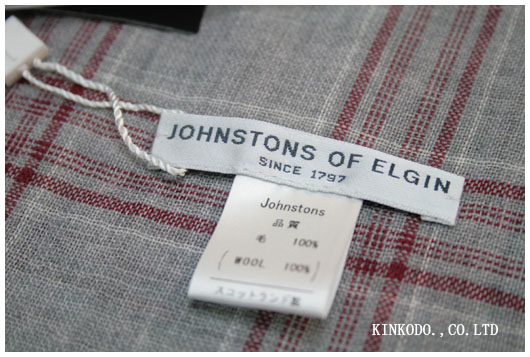 JOHNSTONS OF ELGIN
SINCE 1797
Johnstons
品質
毛 100%
( WOOL 100% )
スコットランド製
KINKODO.,CO.LTD